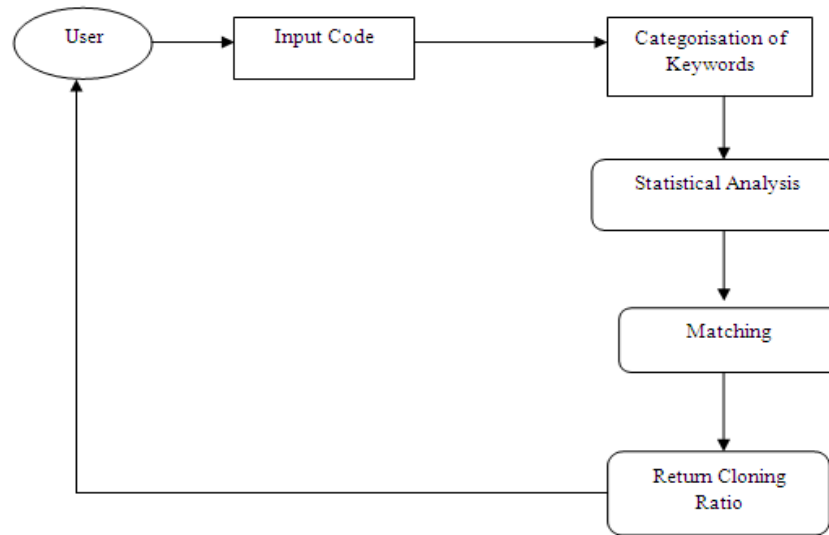 User
Input Code
Categorisation of
Keywords
Statistical Analysis
Matching
Return Cloning
Ratio